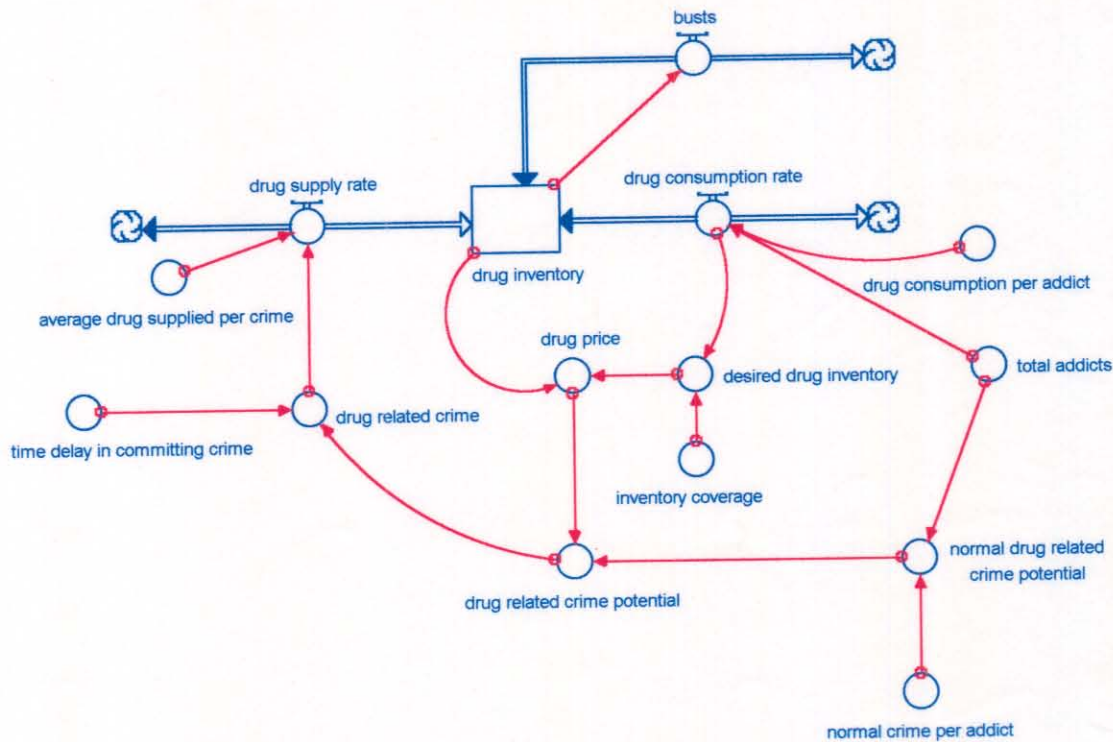 busts
drug supply rate
drug consumption rate
drug inventory
drug consumption per addict
average drug supplied per crime
drug price
desired drug inventory
total addicts
drug related crime
time delay in committing crime
inventory coverage
normal drug related
crime potential
drug related crime potential
normal crime per addict